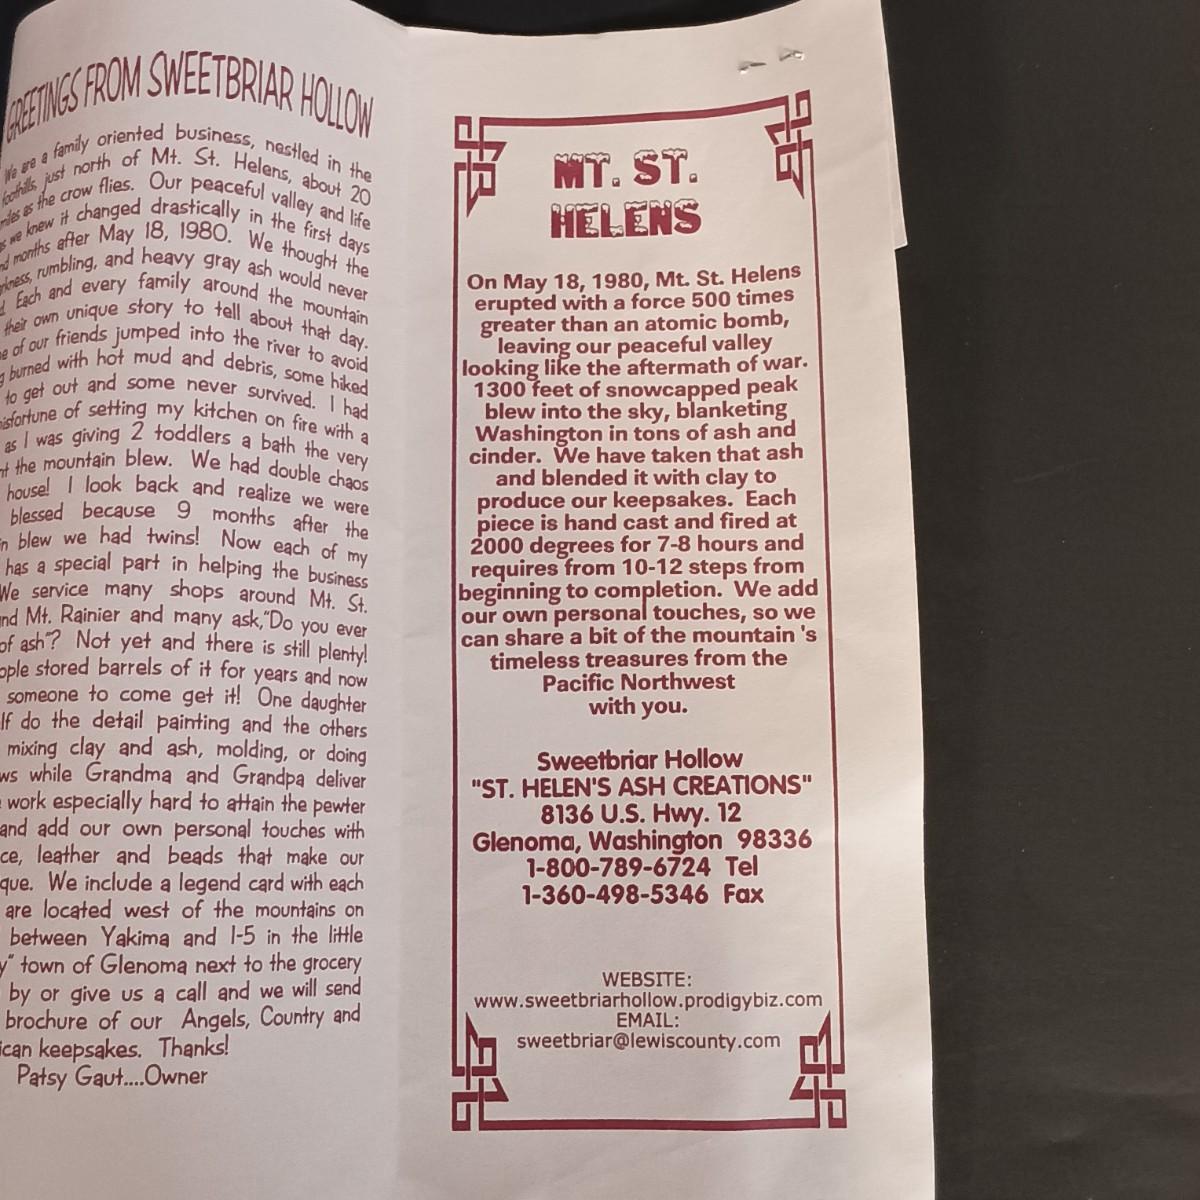 GREETINGS FROM SWEETBRIAR HOLLOW
We are a family oriented business, nestled in the
foothills, just north of Mt. St. Helens, about 20
miles as the crow flies. Our peaceful valley and life
as we knew it changed drastically in the first days
and months after May 18, 1980. We thought the
rkness, rumbling, and heavy gray ash would never
d. Each and every family around the mountain
their own unique story to tell about that day.
e of our friends jumped into the river to avoid
g burned with hot mud and debris, some hiked
to get out and some never survived. I had
isfortune of setting my kitchen on fire with a
as I was giving 2 toddlers a bath the very
nt the mountain blew. We had double chaos
house! I look back and realize we were
blessed because 9 months after the
n blew we had twins! Now each of my
has a special part in helping the business
We service many shops around Mt. St.
nd Mt. Rainier and many ask,"Do you ever
of ash"? Not yet and there is still plenty!
ople stored barrels of it for years and now
someone to come get it! One daughter
lf do the detail painting and the others
mixing clay and ash, molding, or doing
ws while Grandma and Grandpa deliver
work especially hard to attain the pewter
and add our own personal touches with
ce, leather and beads that make our
que. We include a legend card with each
are located west of the mountains on
between Yakima and I-5 in the little
y" town of Glenoma next to the grocery
by or give us a call and we will send
brochure of our Angels, Country and
ican keepsakes. Thanks!
Patsy Gaut....Owner
MT. ST.
HELENS
On May 18, 1980, Mt. St. Helens
erupted with a force 500 times
greater than an atomic bomb,
leaving our peaceful valley
looking like the aftermath of war.
1300 feet of snowcapped peak
blew into the sky, blanketing
Washington in tons of ash and
cinder. We have taken that ash
and blended it with clay to
produce our keepsakes. Each
piece is hand cast and fired at
2000 degrees for 7-8 hours and
requires from 10-12 steps from
beginning to completion. We add
our own personal touches, so we
can share a bit of the mountain 's
timeless treasures from the
Pacific Northwest
with you.
Sweetbriar Hollow
"ST. HELEN'S ASH CREATIONS"
8136 U.S. Hwy. 12
Glenoma, Washington 98336
1-800-789-6724 Tel
1-360-498-5346 Fax
WEBSITE:
www.sweetbriarhollow.prodigybiz.com
EMAIL:
sweetbriar@lewiscounty.com